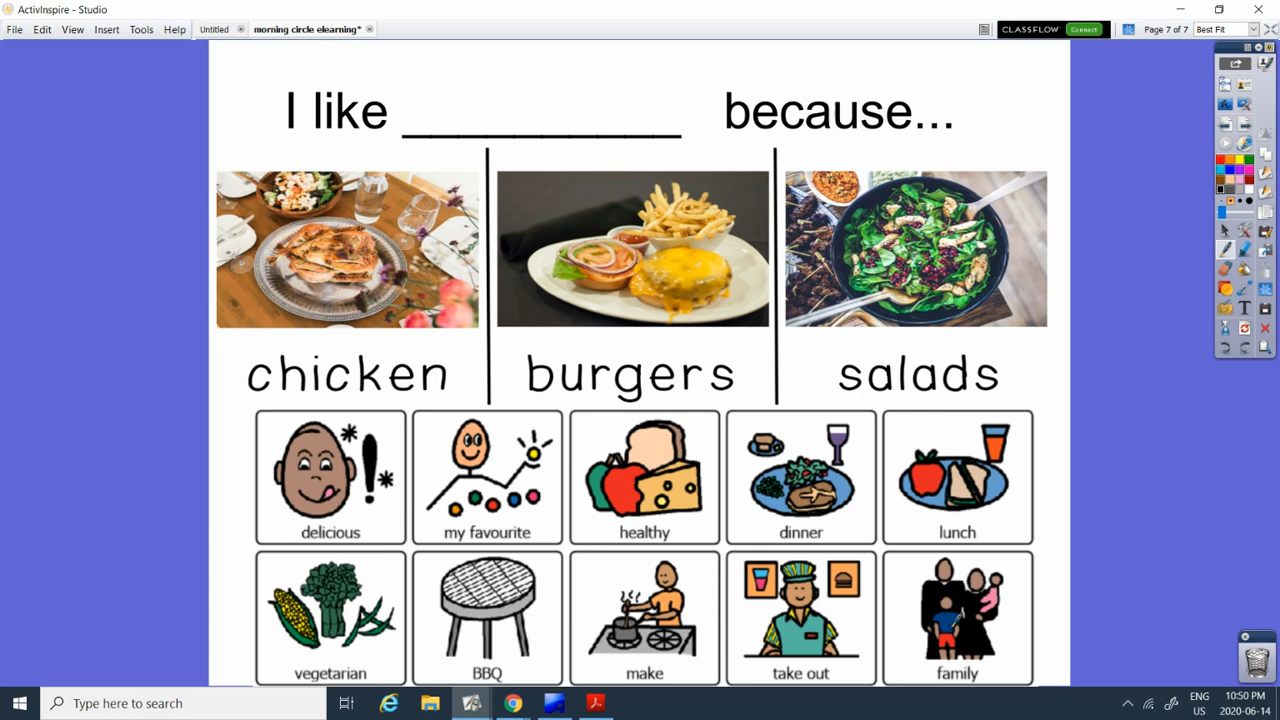 ActivInspire - Studio
File Edit View Insert Tools Help Untitled morning circle elearning* CLASSFLOW Connect Page 7 of 7 Best Fit
I like __________ because...
chicken burgers salads
delicious my favourite healthy dinner lunch
vegetarian BBQ make take out family
Type here to search
ENG 10:50 PM
US 2020-06-14